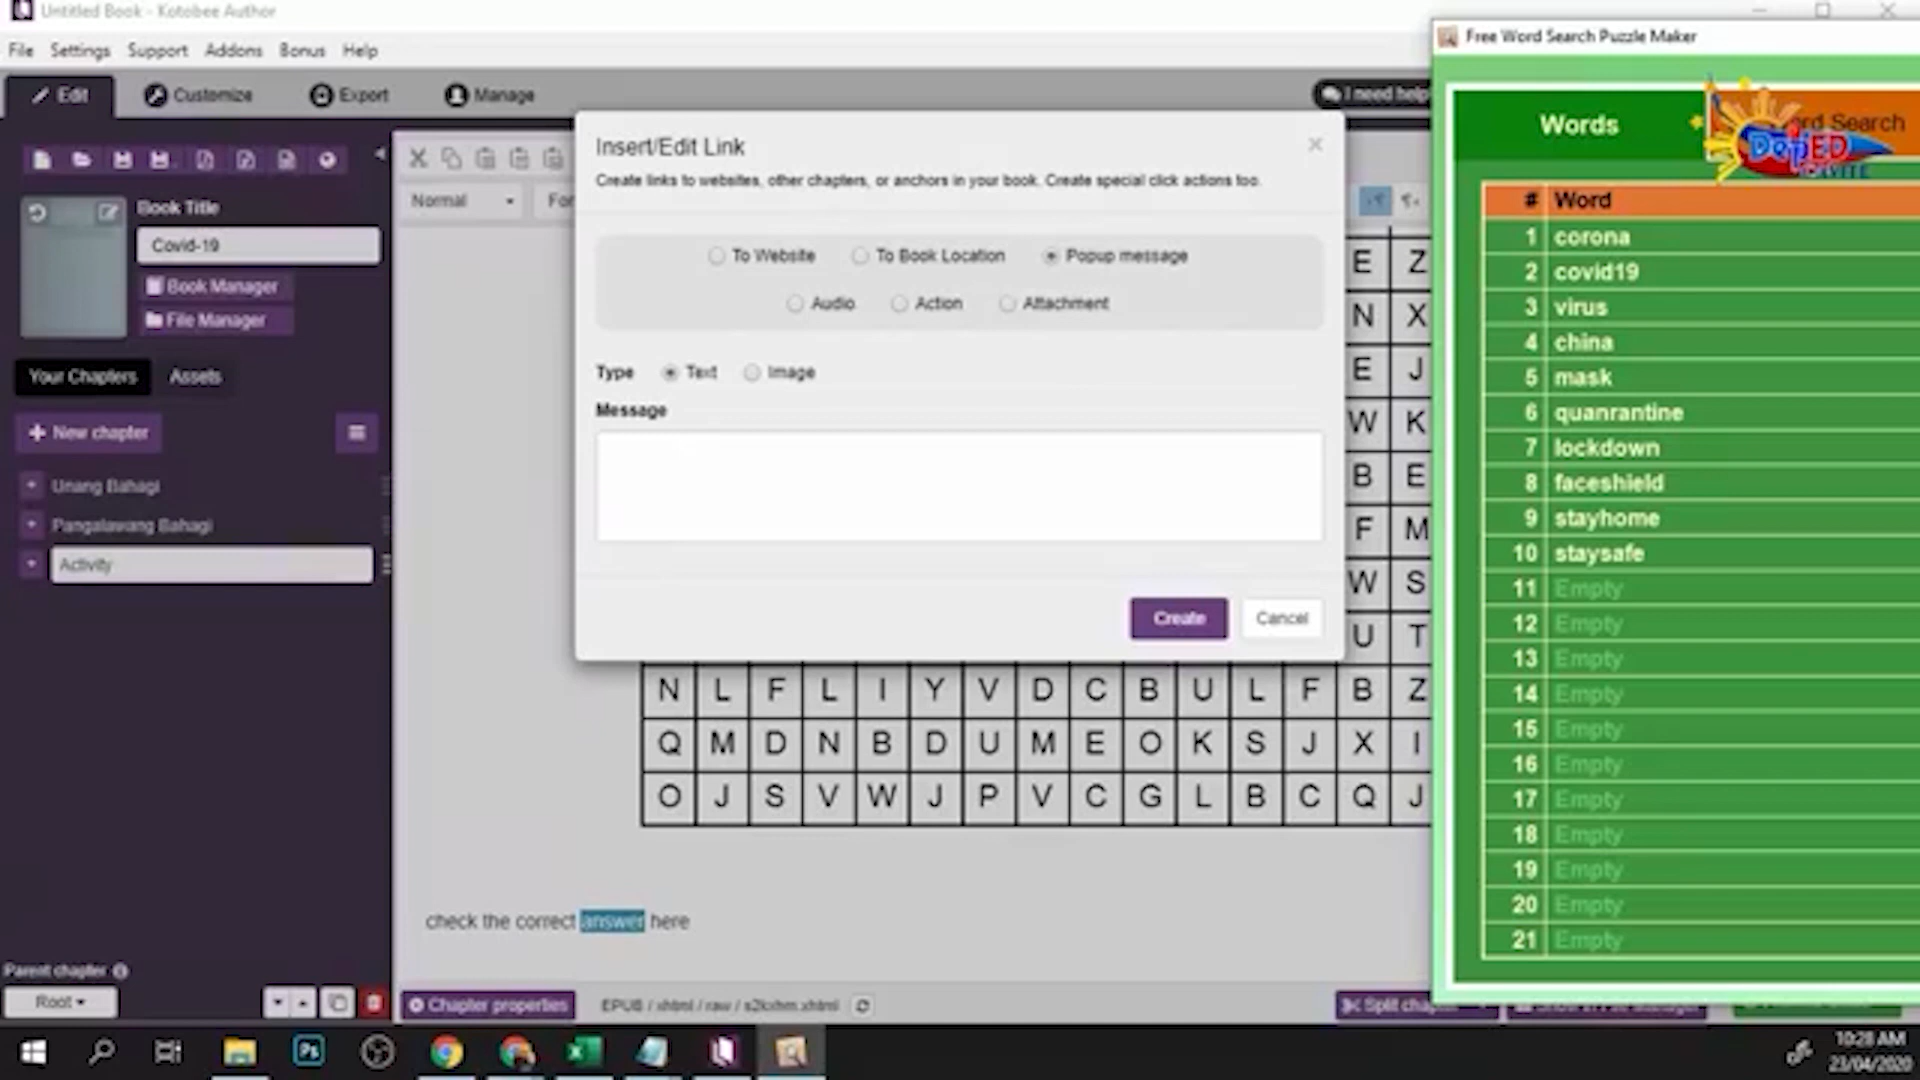 Untitled Book - Kotobee Author
File Settings Support Addons Bonus Help
Edit Customize Export Manage
I need help
Book Title
Covid-19
Book Manager
File Manager
Your Chapters Assets
New chapter
Unang Bahagi
Pangalawang Bahagi
Activity
Parent chapter
Root
Normal
Insert/Edit Link
Create links to websites, other chapters, or anchors in your book. Create special click actions too.
To Website To Book Location Popup message
Audio Action Attachment
Type Text Image
Message
Create Cancel
E Z
N X
E J
W K
B E
F M
W S
U T
N L F L I Y V D C B U L F B Z
Q M D N B D U M E O K S J X I
O J S V W J P V C G L B C Q J
check the correct answer here
Chapter properties EPUB / xhtml / raw / s2kxhm.xhtml
Free Word Search Puzzle Maker
Words
Word Search
DepED
CAVITE
# Word
1 corona
2 covid19
3 virus
4 china
5 mask
6 quanrantine
7 lockdown
8 faceshield
9 stayhome
10 staysafe
11 Empty
12 Empty
13 Empty
14 Empty
15 Empty
16 Empty
17 Empty
18 Empty
19 Empty
20 Empty
21 Empty
Ps
10:28 AM
23/04/2020